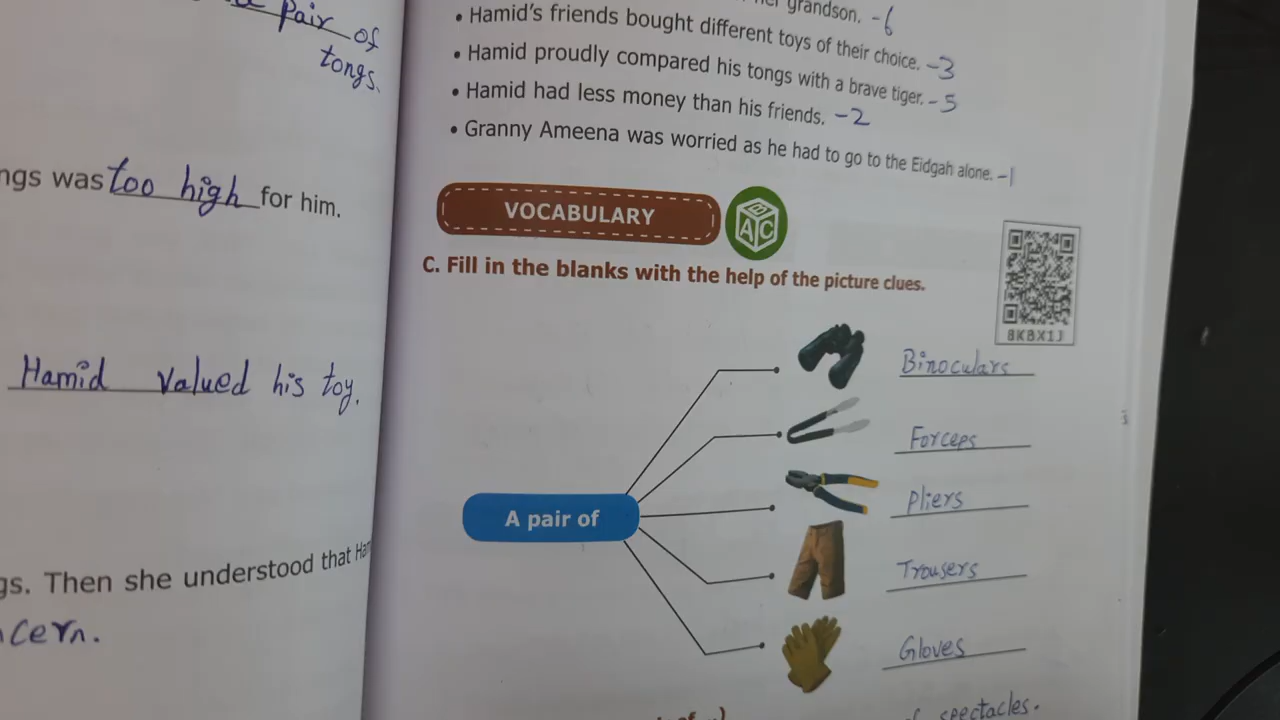 pair of
tongs.
ngs was too high for him.
Hamid valued his toy.
gs. Then she understood that Ham
ncern.
her grandson. -6
• Hamid's friends bought different toys of their choice. -3
• Hamid proudly compared his tongs with a brave tiger. -5
• Hamid had less money than his friends. -2
• Granny Ameena was worried as he had to go to the Eidgah alone. -1
VOCABULARY
A B C
8K8X1J
C. Fill in the blanks with the help of the picture clues.
Binoculars
Forceps
A pair of
Pliers
Trousers
Gloves
of spectacles.